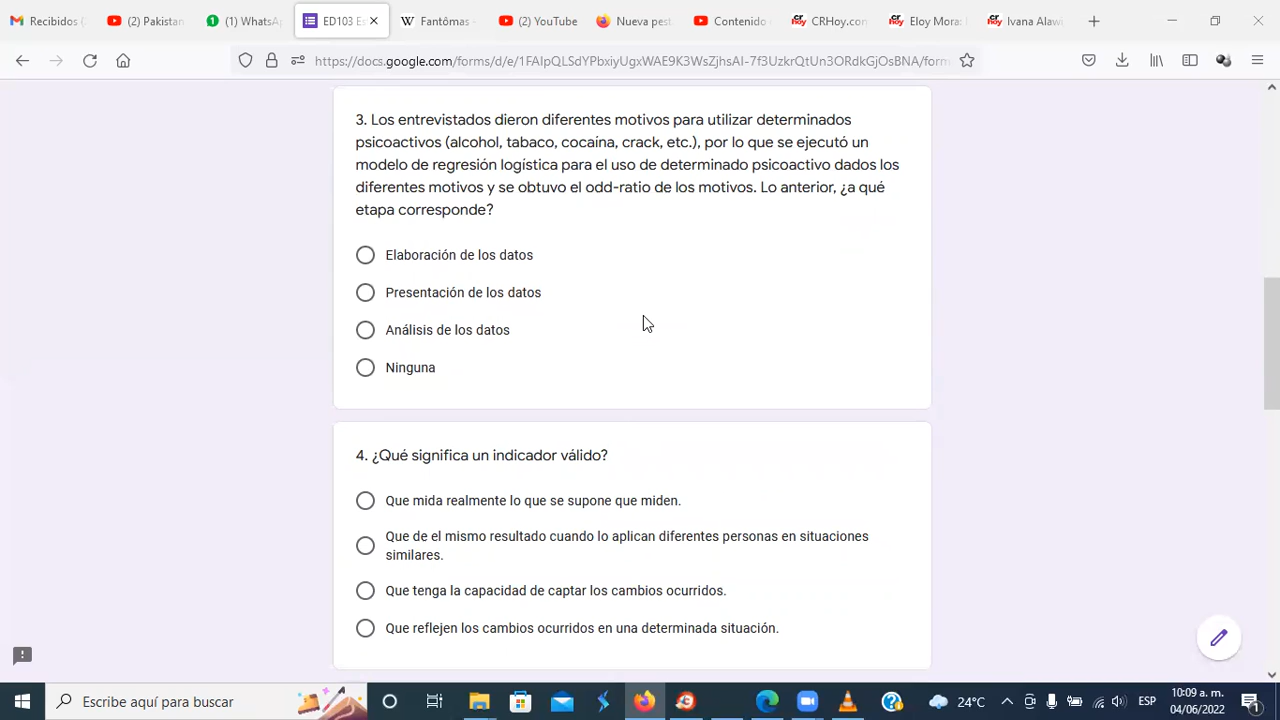 Recibidos (
(2) Pakistan
(1) WhatsA
ED103 E
Fantômas -
(2) YouTube
Nueva pest
Contenido
CRHoy.com
Eloy Mora:
Ivana Alawi
https://docs.google.com/forms/d/e/1FAIpQLSdYPbxiyUgxWAE9K3WsZjhsAI-7f3UzkrQtUn3ORdkGjOsBNA/form
3. Los entrevistados dieron diferentes motivos para utilizar determinados
psicoactivos (alcohol, tabaco, cocaína, crack, etc.), por lo que se ejecutó un
modelo de regresión logística para el uso de determinado psicoactivo dados los
diferentes motivos y se obtuvo el odd-ratio de los motivos. Lo anterior, ¿a qué
etapa corresponde?
Elaboración de los datos
Presentación de los datos
Análisis de los datos
Ninguna
4. ¿Qué significa un indicador válido?
Que mida realmente lo que se supone que miden.
Que de el mismo resultado cuando lo aplican diferentes personas en situaciones
similares.
Que tenga la capacidad de captar los cambios ocurridos.
Que reflejen los cambios ocurridos en una determinada situación.
Escribe aquí para buscar
24°C
ESP
10:09 a. m.
04/06/2022
1